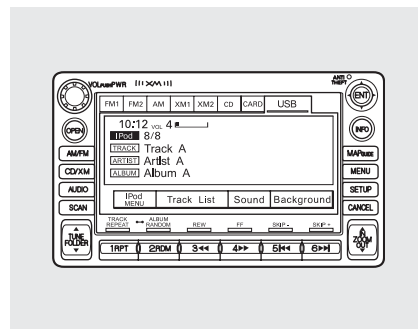 VOL PUSH PWR XM ANTI THEFT
FM1 FM2 AM XM1 XM2 CD CARD USB
ENT
OPEN
10:12 VOL 4
INFO
iPod 8/8
TRACK Track A
AM/FM
ARTIST Artist A
MAP GUIDE
CD/XM
ALBUM Album A
MENU
AUDIO
iPod MENU Track List Sound Background
SETUP
SCAN
CANCEL
TRACK REPEAT ALBUM RANDOM REW FF SKIP - SKIP +
TUNE FOLDER
1RPT 2RDM 3◂◂ 4▸▸ 5|◂◂ 6▸▸|
IN ZOOM OUT